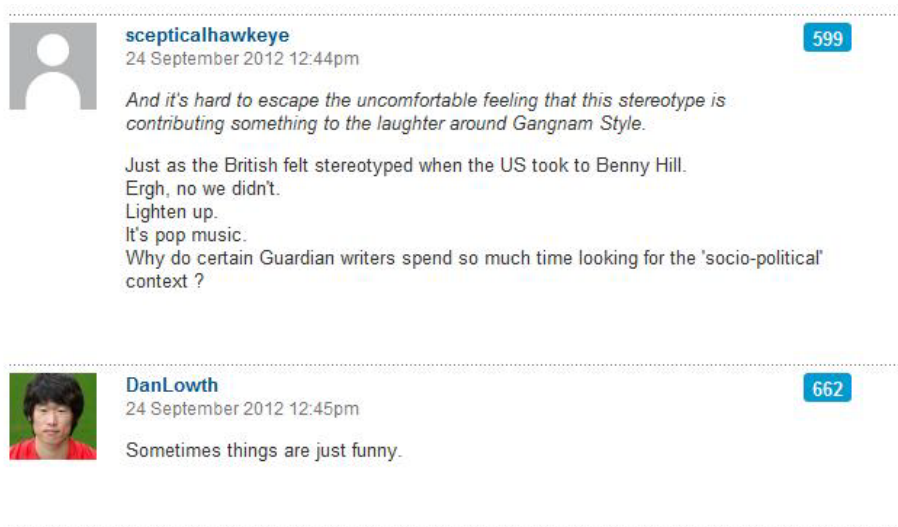 scepticalhawkeye
599
24 September 2012 12:44pm
And it's hard to escape the uncomfortable feeling that this stereotype is
contributing something to the laughter around Gangnam Style.
Just as the British felt stereotyped when the US took to Benny Hill.
Ergh, no we didn't.
Lighten up.
It's pop music.
Why do certain Guardian writers spend so much time looking for the 'socio-political'
context ?
DanLowth
662
24 September 2012 12:45pm
Sometimes things are just funny.